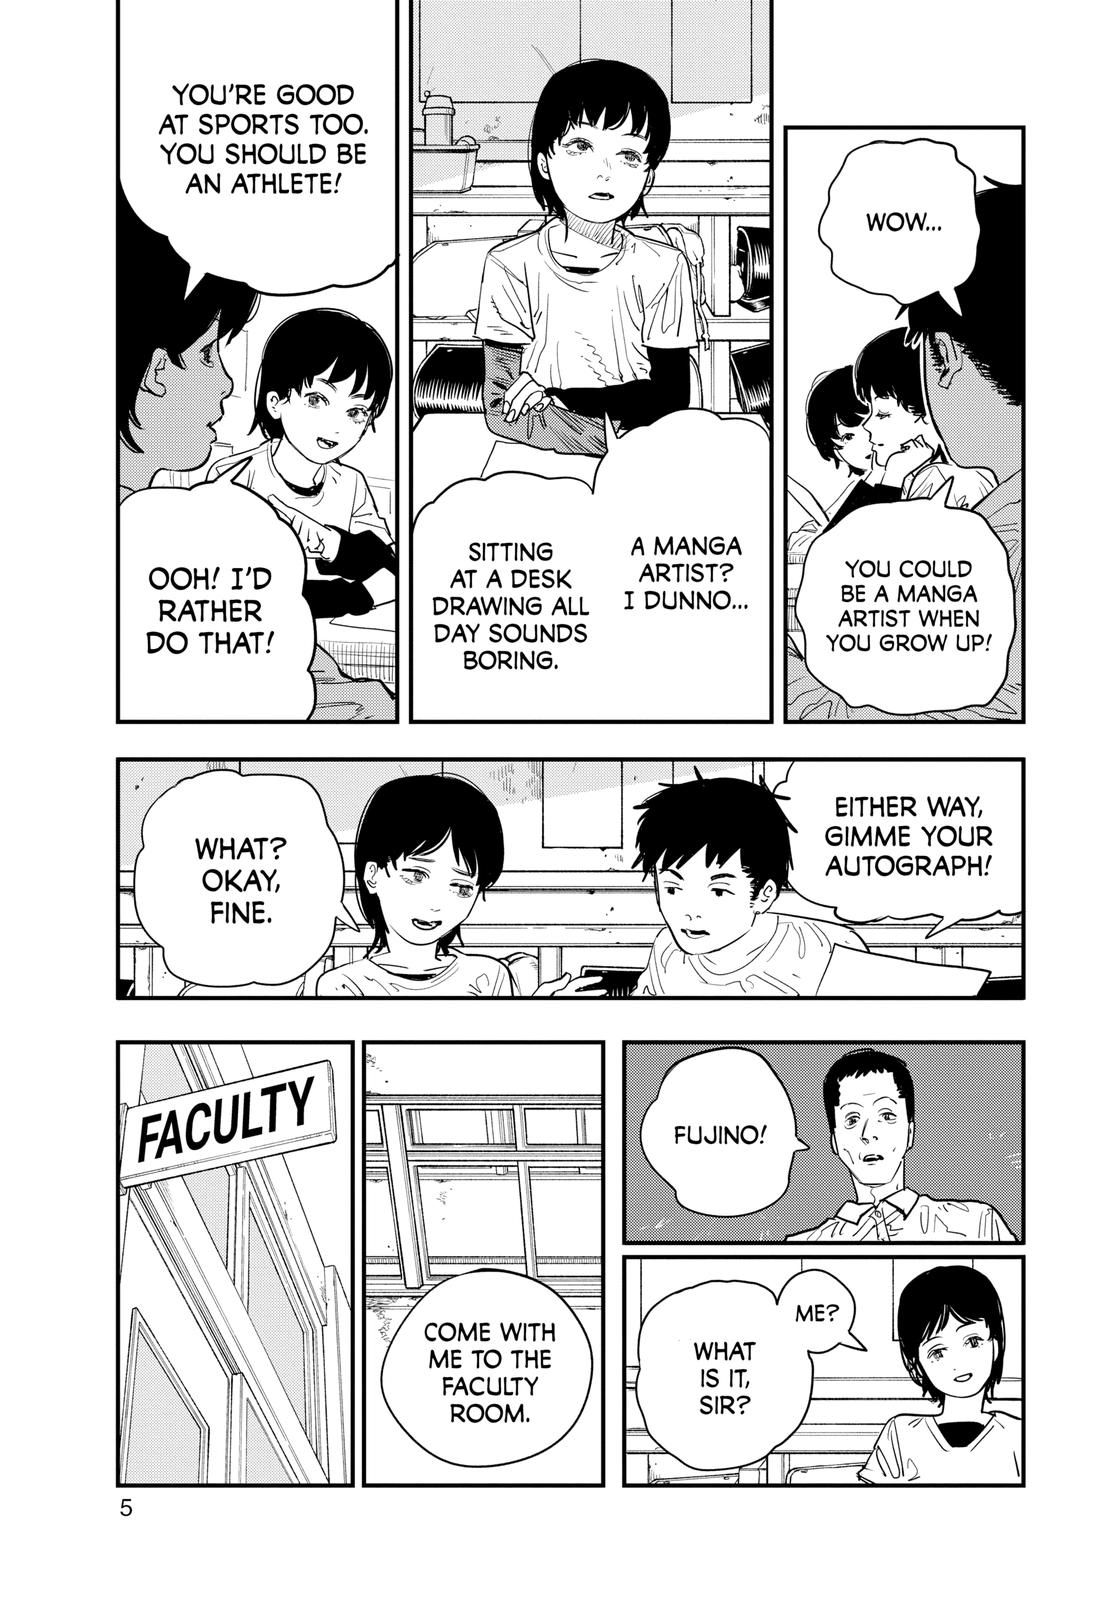 WOW...
YOU COULD
BE A MANGA
ARTIST WHEN
YOU GROW UP!
A MANGA
ARTIST?
I DUNNO...
SITTING
AT A DESK
DRAWING ALL
DAY SOUNDS
BORING.
YOU'RE GOOD
AT SPORTS TOO.
YOU SHOULD BE
AN ATHLETE!
OOH! I'D
RATHER
DO THAT!
EITHER WAY,
GIMME YOUR
AUTOGRAPH!
WHAT?
OKAY,
FINE.
FUJINO!
ME?
WHAT
IS IT,
SIR?
COME WITH
ME TO THE
FACULTY
ROOM.
FACULTY
5